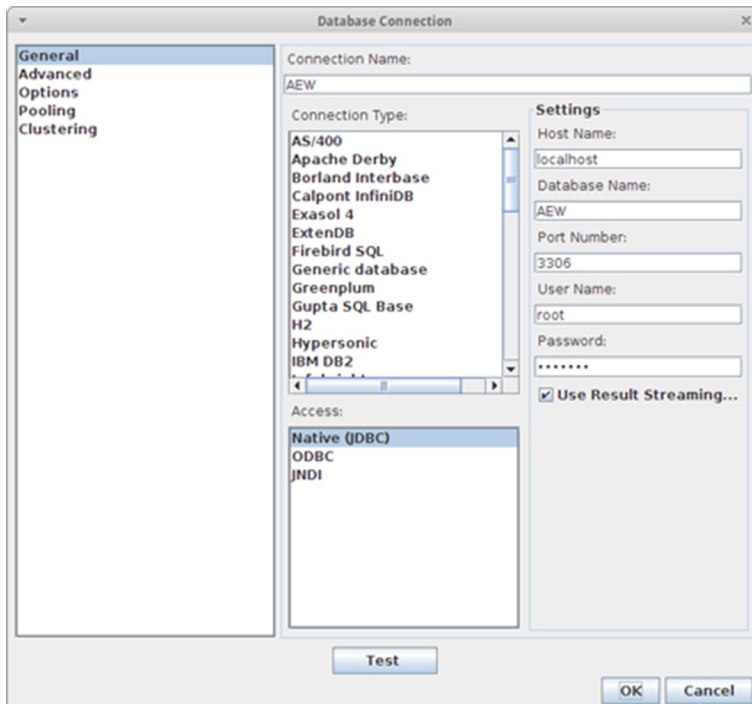 Database Connection
General
Advanced
Options
Pooling
Clustering
Connection Name:
AEW
Connection Type:
AS/400
Apache Derby
Borland Interbase
Calpont InfiniDB
Exasol 4
ExtenDB
Firebird SQL
Generic database
Greenplum
Gupta SQL Base
H2
Hypersonic
IBM DB2
Access:
Native (JDBC)
ODBC
JNDI
Settings
Host Name:
localhost
Database Name:
AEW
Port Number:
3306
User Name:
root
Password:
•••••••
Use Result Streaming...
Test
OK
Cancel